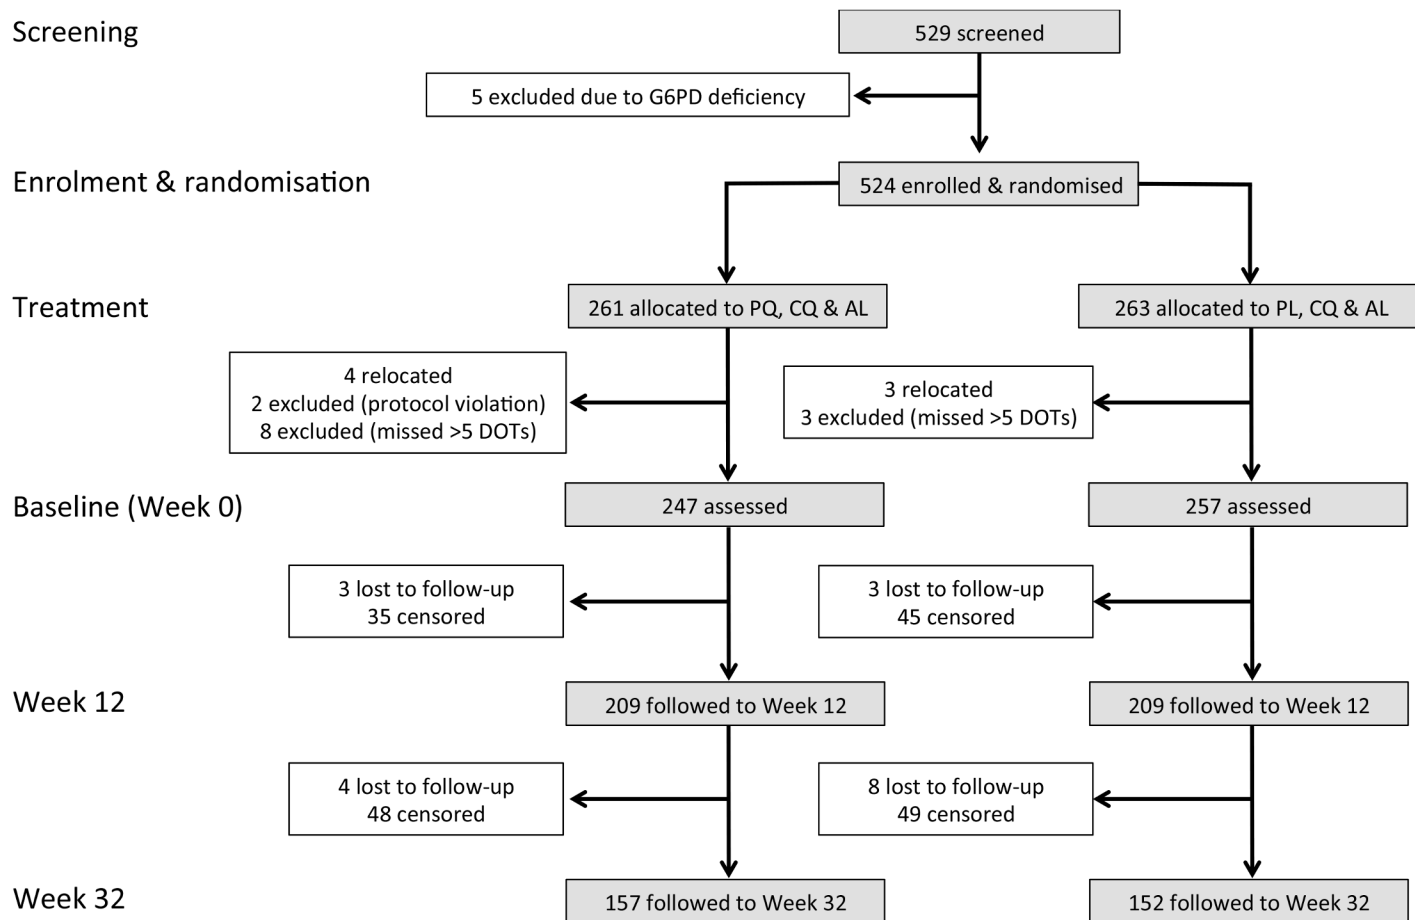 Screening
529 screened
5 excluded due to G6PD deficiency
Enrolment & randomisation
524 enrolled & randomised
Treatment
261 allocated to PQ, CQ & AL
263 allocated to PL, CQ & AL
4 relocated
2 excluded (protocol violation)
8 excluded (missed >5 DOTs)
3 relocated
3 excluded (missed >5 DOTs)
Baseline (Week 0)
247 assessed
257 assessed
3 lost to follow-up
35 censored
3 lost to follow-up
45 censored
Week 12
209 followed to Week 12
209 followed to Week 12
4 lost to follow-up
48 censored
8 lost to follow-up
49 censored
Week 32
157 followed to Week 32
152 followed to Week 32